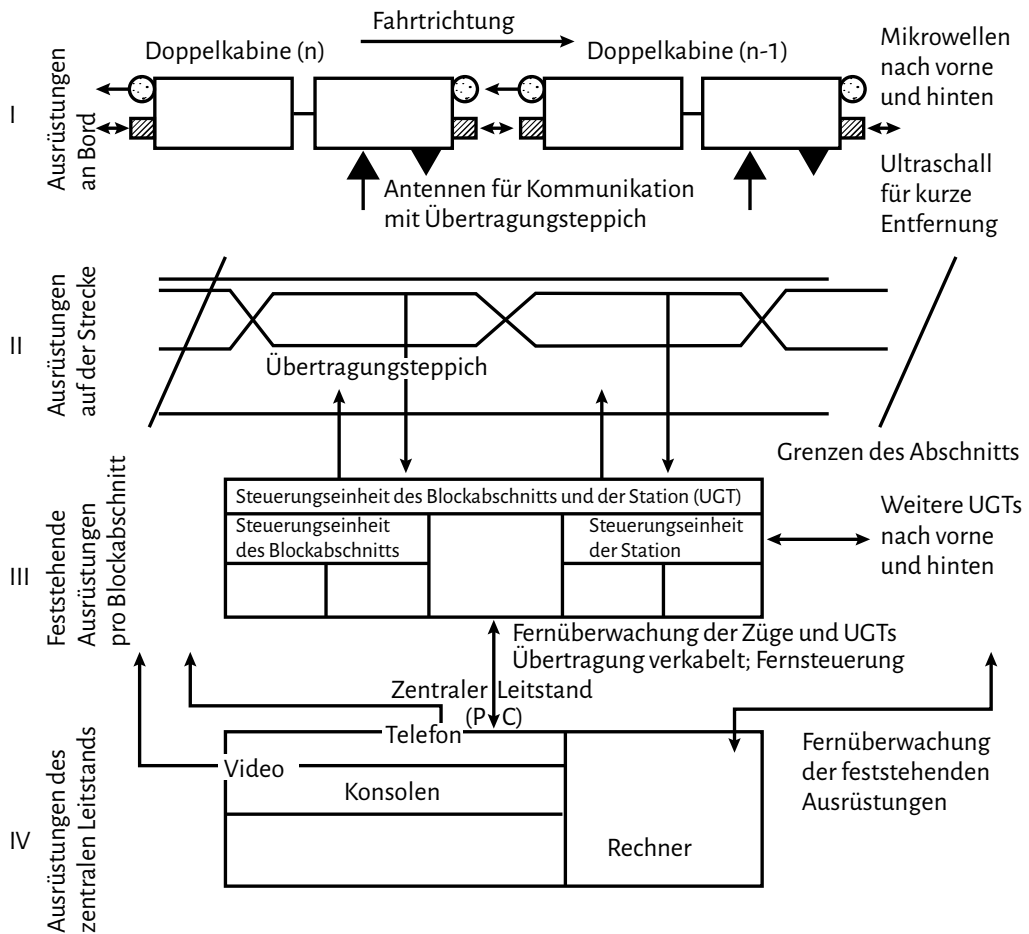 Fahrtrichtung
Doppelkabine (n)
Doppelkabine (n-1)
Mikrowellen
nach vorne
und hinten
I
Ausrüstungen
an Bord
Antennen für Kommunikation
mit Übertragungsteppich
Ultraschall
für kurze
Entfernung
II
Ausrüstungen
auf der Strecke
Übertragungsteppich
Grenzen des Abschnitts
III
Feststehende
Ausrüstungen
pro Blockabschnitt
Steuerungseinheit des Blockabschnitts und der Station (UGT)
Steuerungseinheit
des Blockabschnitts
Steuerungseinheit
der Station
Weitere UGTs
nach vorne
und hinten
Fernüberwachung der Züge und UGTs
Übertragung verkabelt; Fernsteuerung
Zentraler Leitstand
(P C)
IV
Ausrüstungen des
zentralen Leitstands
Telefon
Video
Konsolen
Rechner
Fernüberwachung
der feststehenden
Ausrüstungen